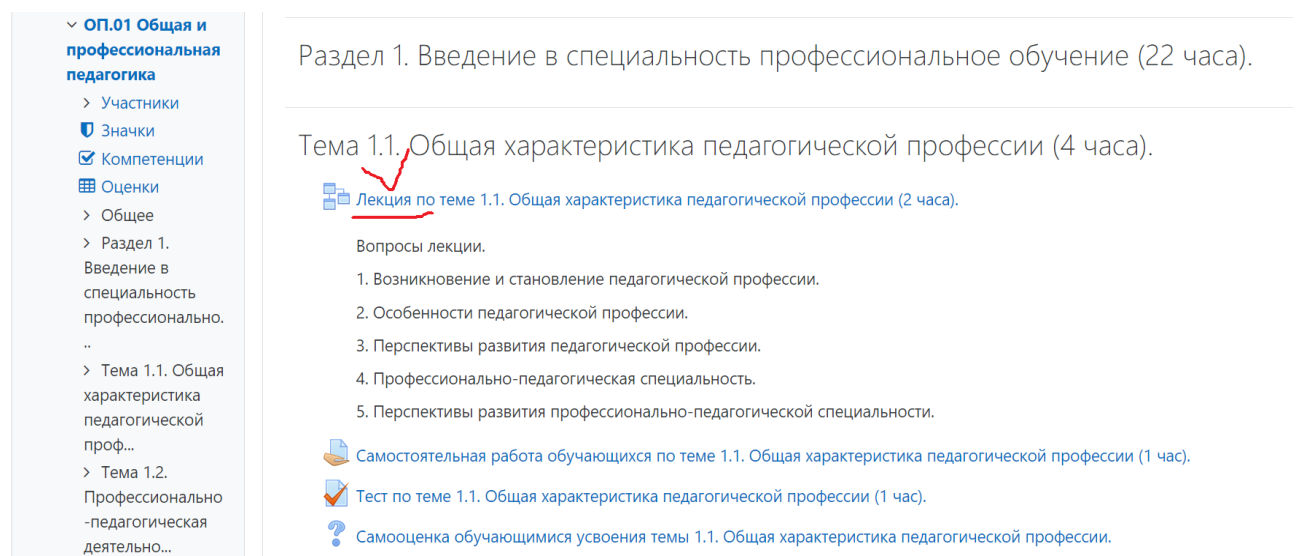 ОП.01 Общая и
профессиональная
педагогика
Участники
Значки
Компетенции
Оценки
Общее
Раздел 1.
Введение в
специальность
профессионально.
..
Тема 1.1. Общая
характеристика
педагогической
проф...
Тема 1.2.
Профессионально
-педагогическая
деятельно...
Раздел 1. Введение в специальность профессиональное обучение (22 часа).
Тема 1.1. Общая характеристика педагогической профессии (4 часа).
Лекция по теме 1.1. Общая характеристика педагогической профессии (2 часа).
Вопросы лекции.
1. Возникновение и становление педагогической профессии.
2. Особенности педагогической профессии.
3. Перспективы развития педагогической профессии.
4. Профессионально-педагогическая специальность.
5. Перспективы развития профессионально-педагогической специальности.
Самостоятельная работа обучающихся по теме 1.1. Общая характеристика педагогической профессии (1 час).
Тест по теме 1.1. Общая характеристика педагогической профессии (1 час).
Самооценка обучающимися усвоения темы 1.1. Общая характеристика педагогической профессии.